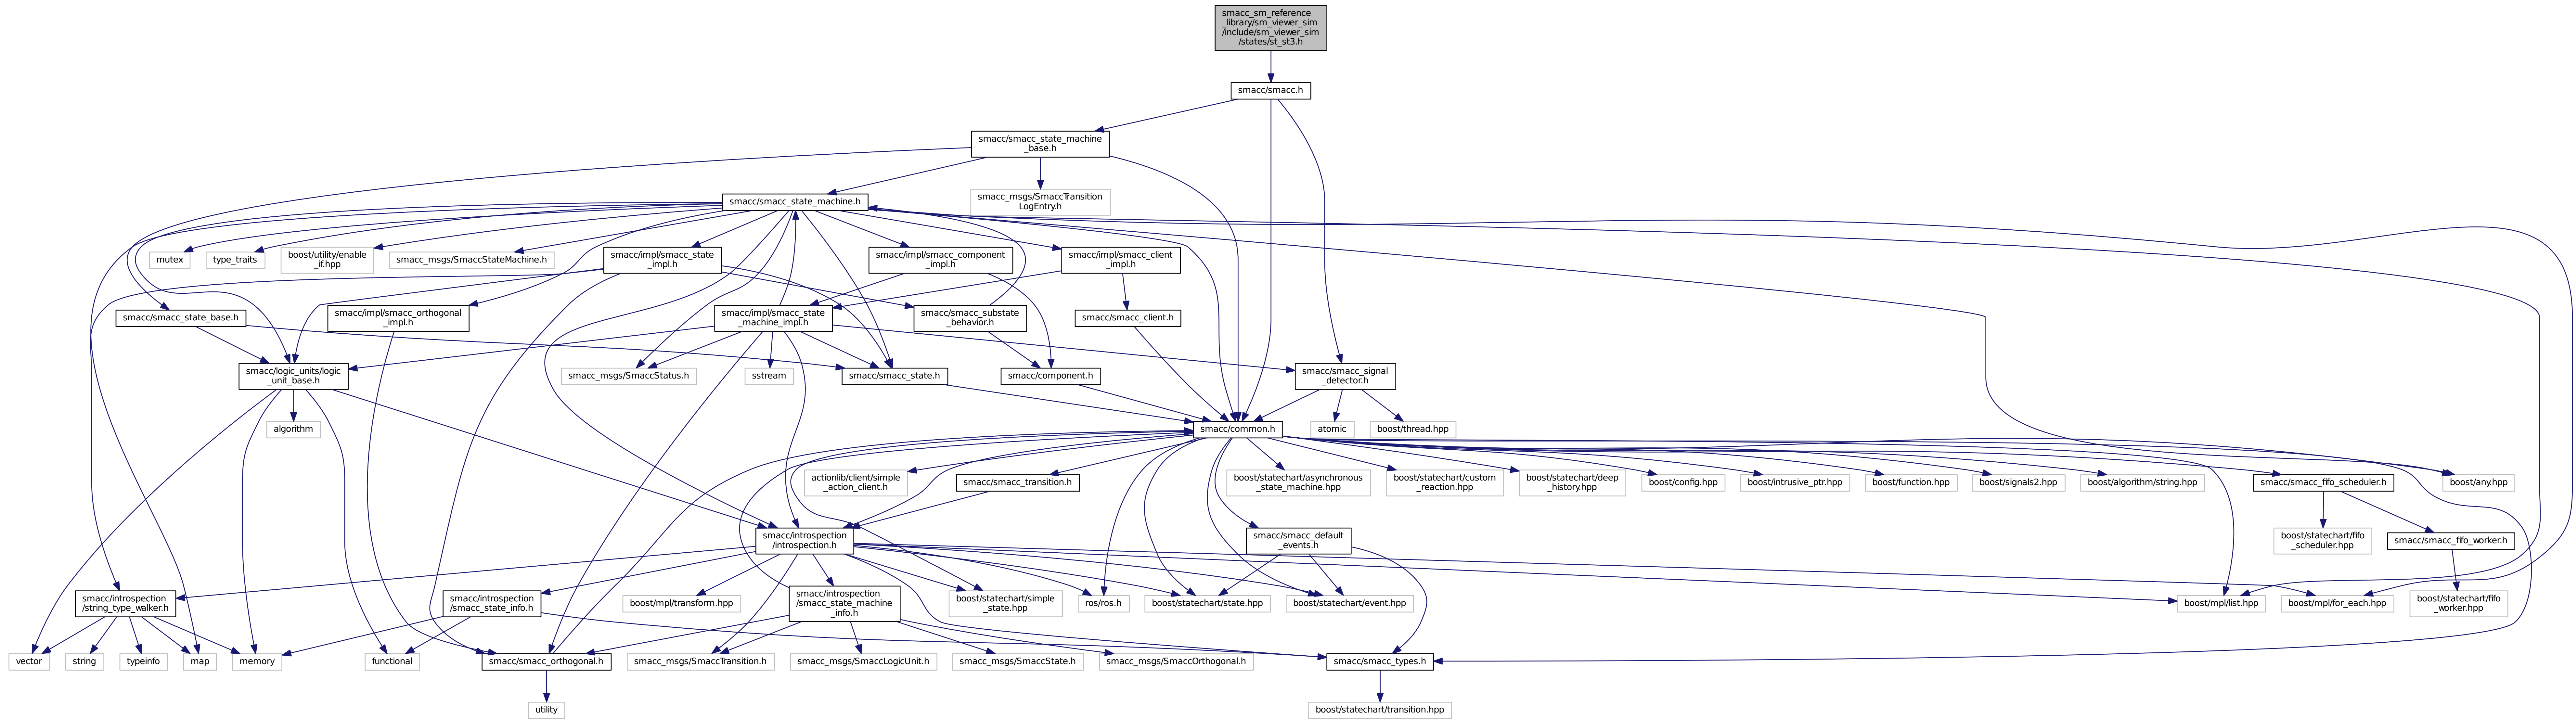 smacc_sm_reference
_library/sm_viewer_sim
/include/sm_viewer_sim
/states/st_st3.h
smacc/smacc.h
smacc/smacc_state_machine
_base.h
smacc/smacc_state_machine.h
smacc_msgs/SmaccTransition
LogEntry.h
mutex
type_traits
boost/utility/enable
_if.hpp
smacc_msgs/SmaccStateMachine.h
smacc/impl/smacc_state
_impl.h
smacc/impl/smacc_component
_impl.h
smacc/impl/smacc_client
_impl.h
smacc/smacc_state_base.h
smacc/impl/smacc_orthogonal
_impl.h
smacc/impl/smacc_state
_machine_impl.h
smacc/smacc_substate
_behavior.h
smacc/smacc_client.h
smacc/logic_units/logic
_unit_base.h
smacc_msgs/SmaccStatus.h
sstream
smacc/smacc_state.h
smacc/component.h
smacc/smacc_signal
_detector.h
algorithm
smacc/common.h
atomic
boost/thread.hpp
actionlib/client/simple
_action_client.h
smacc/smacc_transition.h
boost/statechart/asynchronous
_state_machine.hpp
boost/statechart/custom
_reaction.hpp
boost/statechart/deep
_history.hpp
boost/config.hpp
boost/intrusive_ptr.hpp
boost/function.hpp
boost/signals2.hpp
boost/algorithm/string.hpp
smacc/smacc_fifo_scheduler.h
boost/any.hpp
smacc/introspection
/introspection.h
smacc/smacc_default
_events.h
boost/statechart/fifo
_scheduler.hpp
smacc/smacc_fifo_worker.h
smacc/introspection
/string_type_walker.h
smacc/introspection
/smacc_state_info.h
boost/mpl/transform.hpp
smacc/introspection
/smacc_state_machine
_info.h
boost/statechart/simple
_state.hpp
ros/ros.h
boost/statechart/state.hpp
boost/statechart/event.hpp
boost/mpl/list.hpp
boost/mpl/for_each.hpp
boost/statechart/fifo
_worker.hpp
vector
string
typeinfo
map
memory
functional
smacc/smacc_orthogonal.h
smacc_msgs/SmaccTransition.h
smacc_msgs/SmaccLogicUnit.h
smacc_msgs/SmaccState.h
smacc_msgs/SmaccOrthogonal.h
smacc/smacc_types.h
utility
boost/statechart/transition.hpp